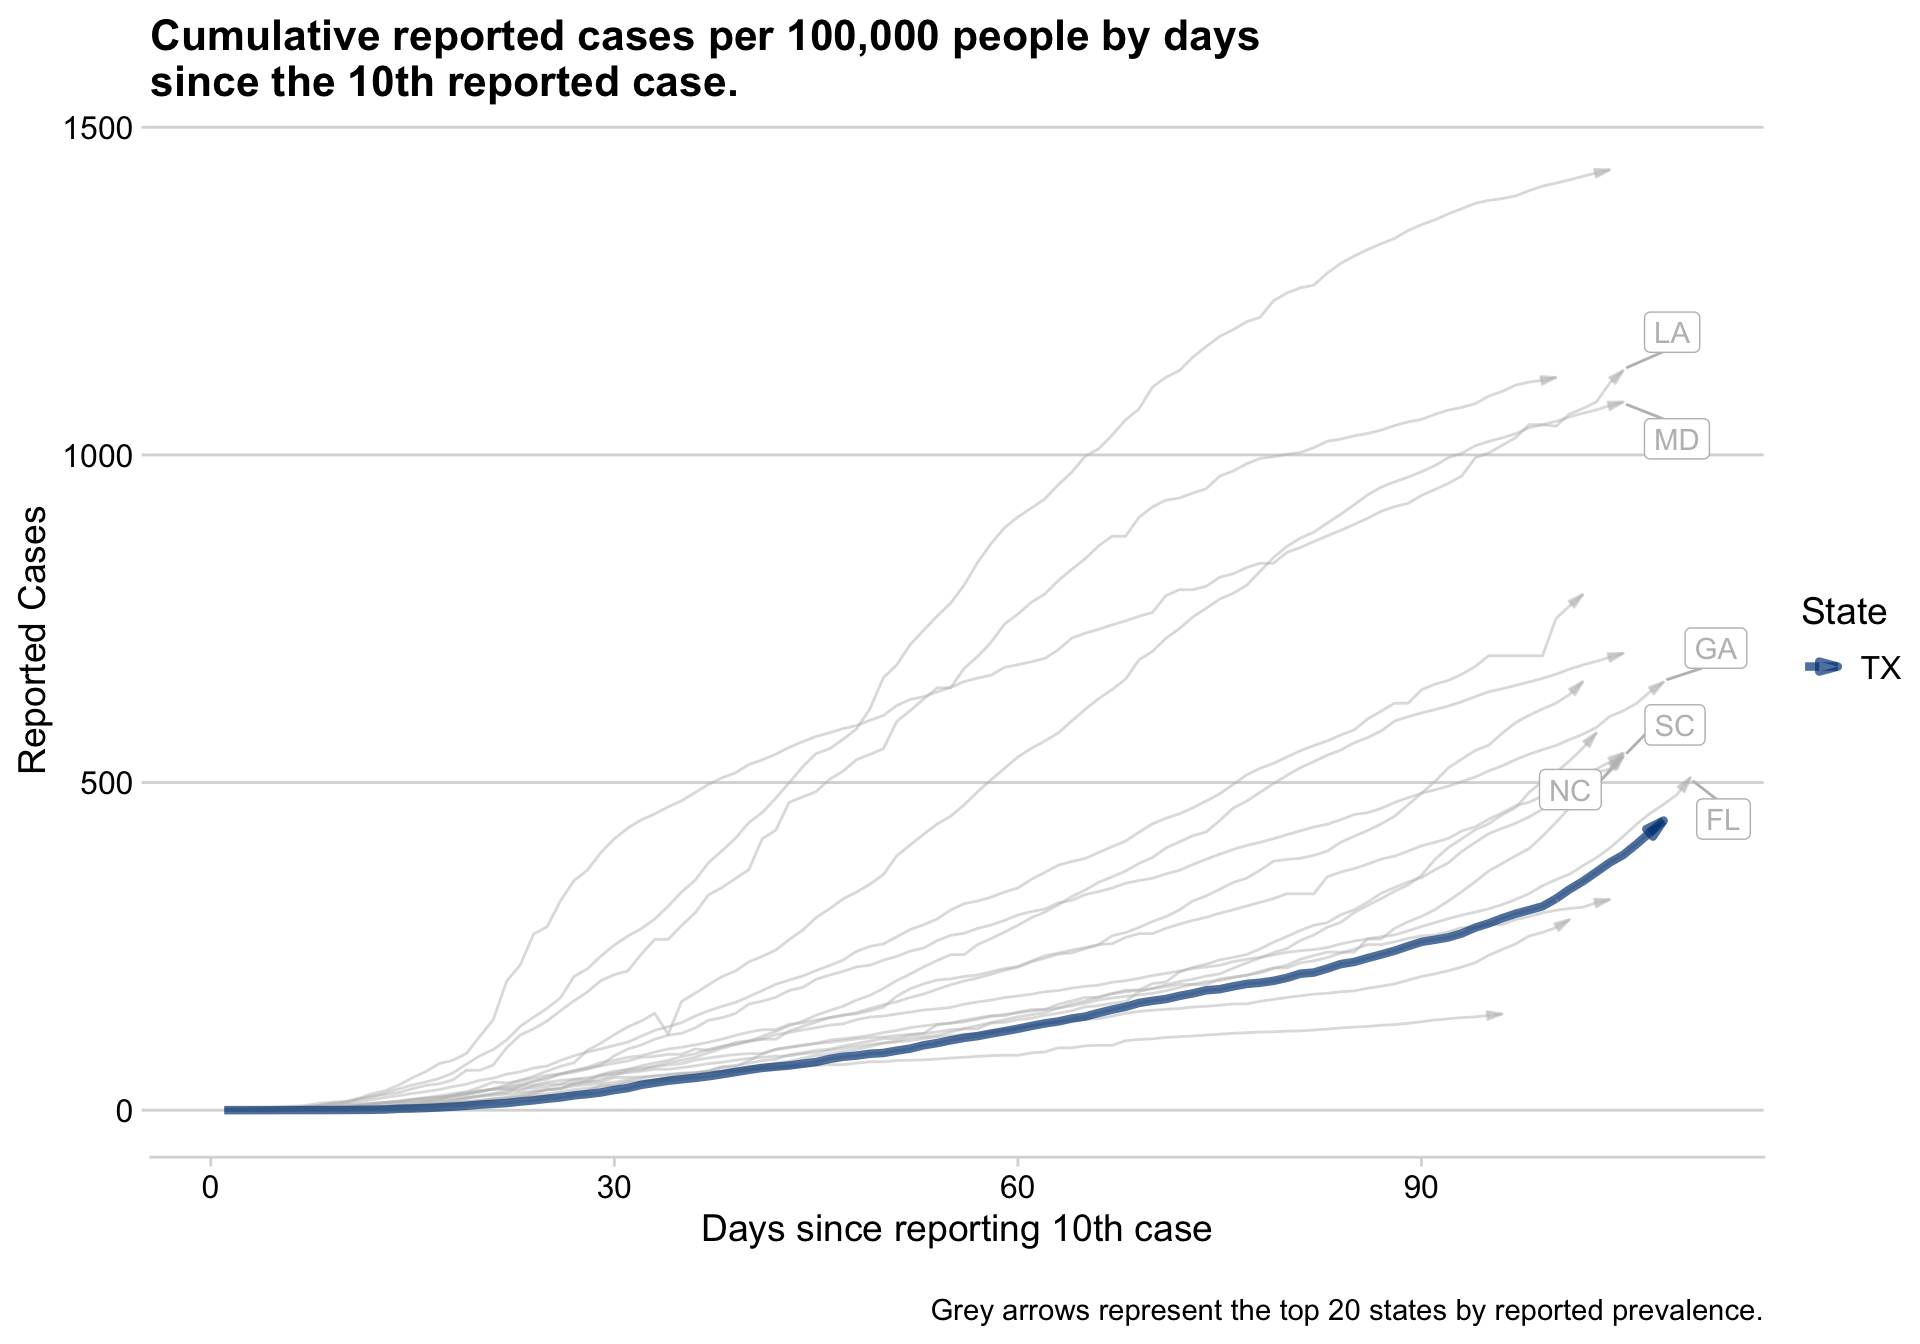 Cumulative reported cases per 100,000 people by days
since the 10th reported case.
1500
1000
500
0
Reported Cases
LA
MD
GA
SC
NC
FL
State
TX
0 30 60 90
Days since reporting 10th case
Grey arrows represent the top 20 states by reported prevalence.